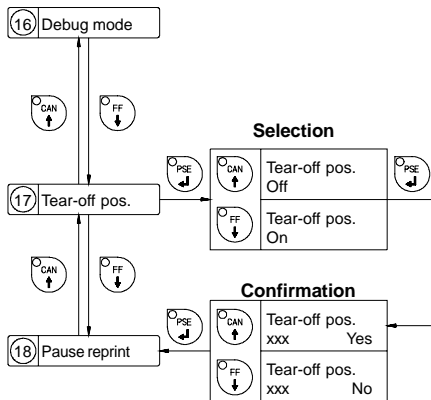 16 Debug mode
CAN
FF
Selection
PSE
CAN
Tear-off pos.
Off
PSE
17 Tear-off pos.
FF
Tear-off pos.
On
CAN
FF
Confirmation
PSE
CAN
Tear-off pos.
xxx Yes
18 Pause reprint
FF
Tear-off pos.
xxx No